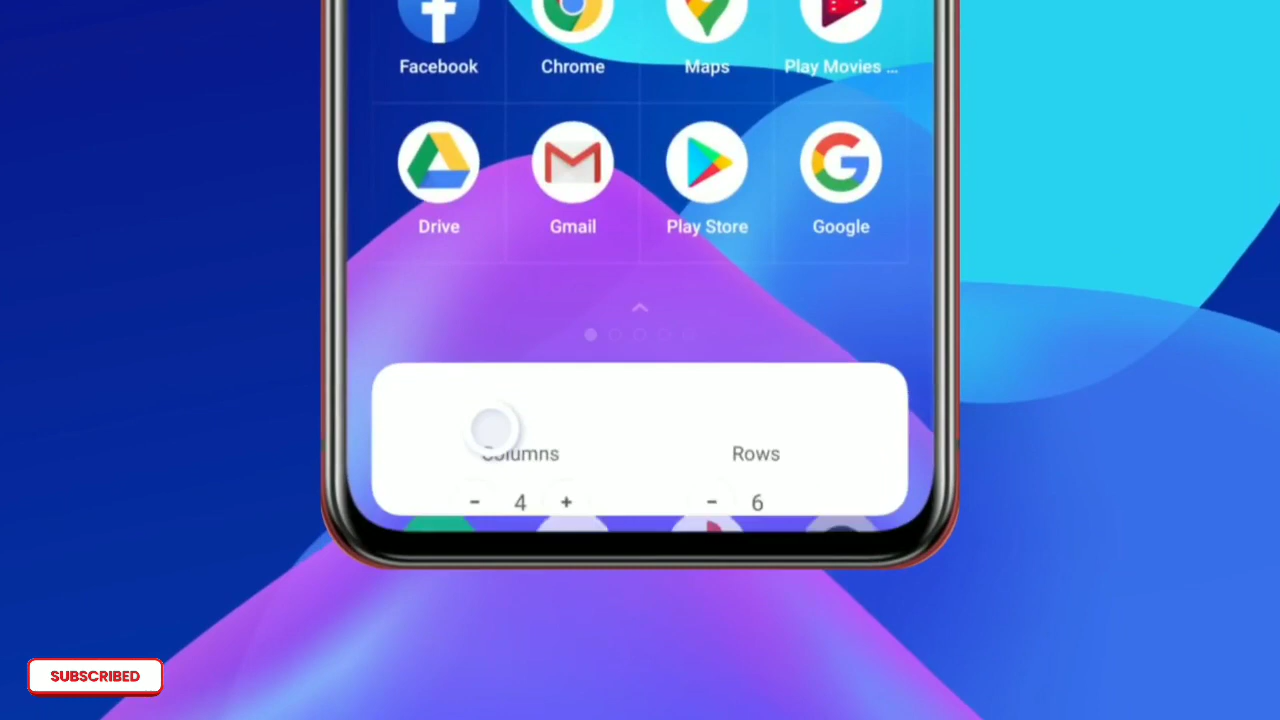 Facebook Chrome Maps Play Movies ...
Drive Gmail Play Store Google
Columns Rows
- 4 + - 6
SUBSCRIBED